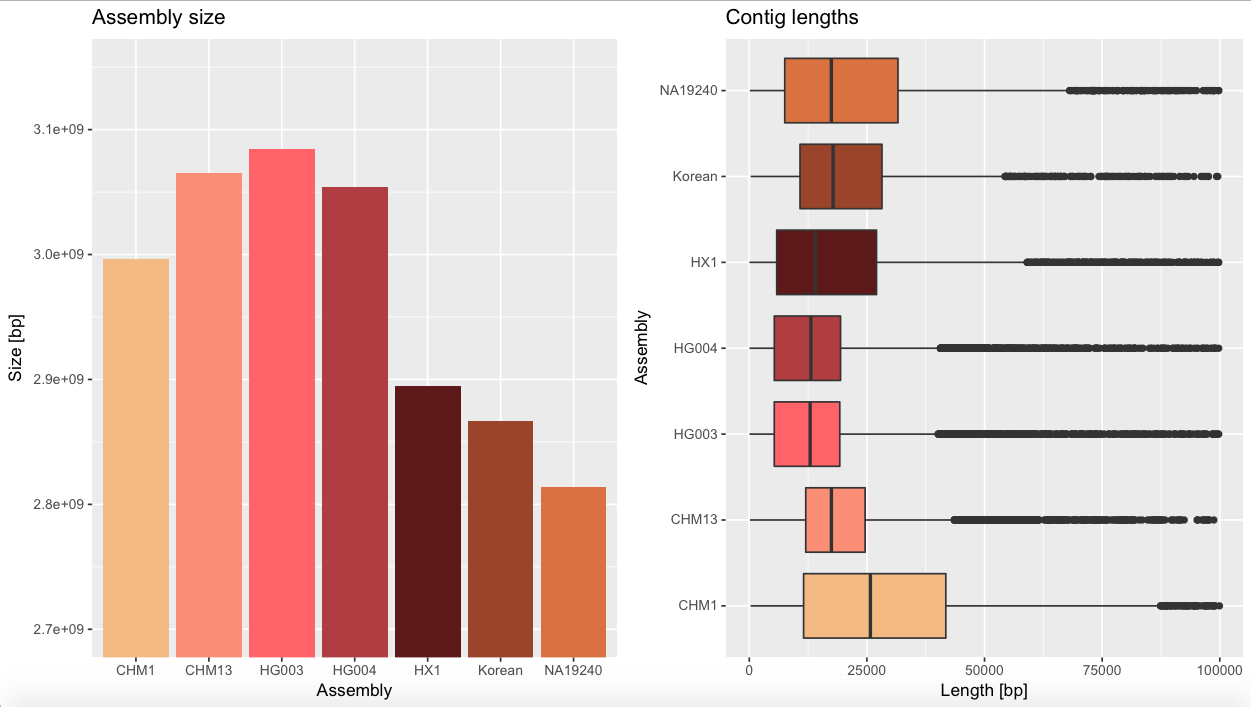 Assembly size
Size [bp]
3.1e+09
3.0e+09
2.9e+09
2.8e+09
2.7e+09
CHM1 CHM13 HG003 HG004 HX1 Korean NA19240
Assembly
Contig lengths
Assembly
NA19240
Korean
HX1
HG004
HG003
CHM13
CHM1
0 25000 50000 75000 100000
Length [bp]